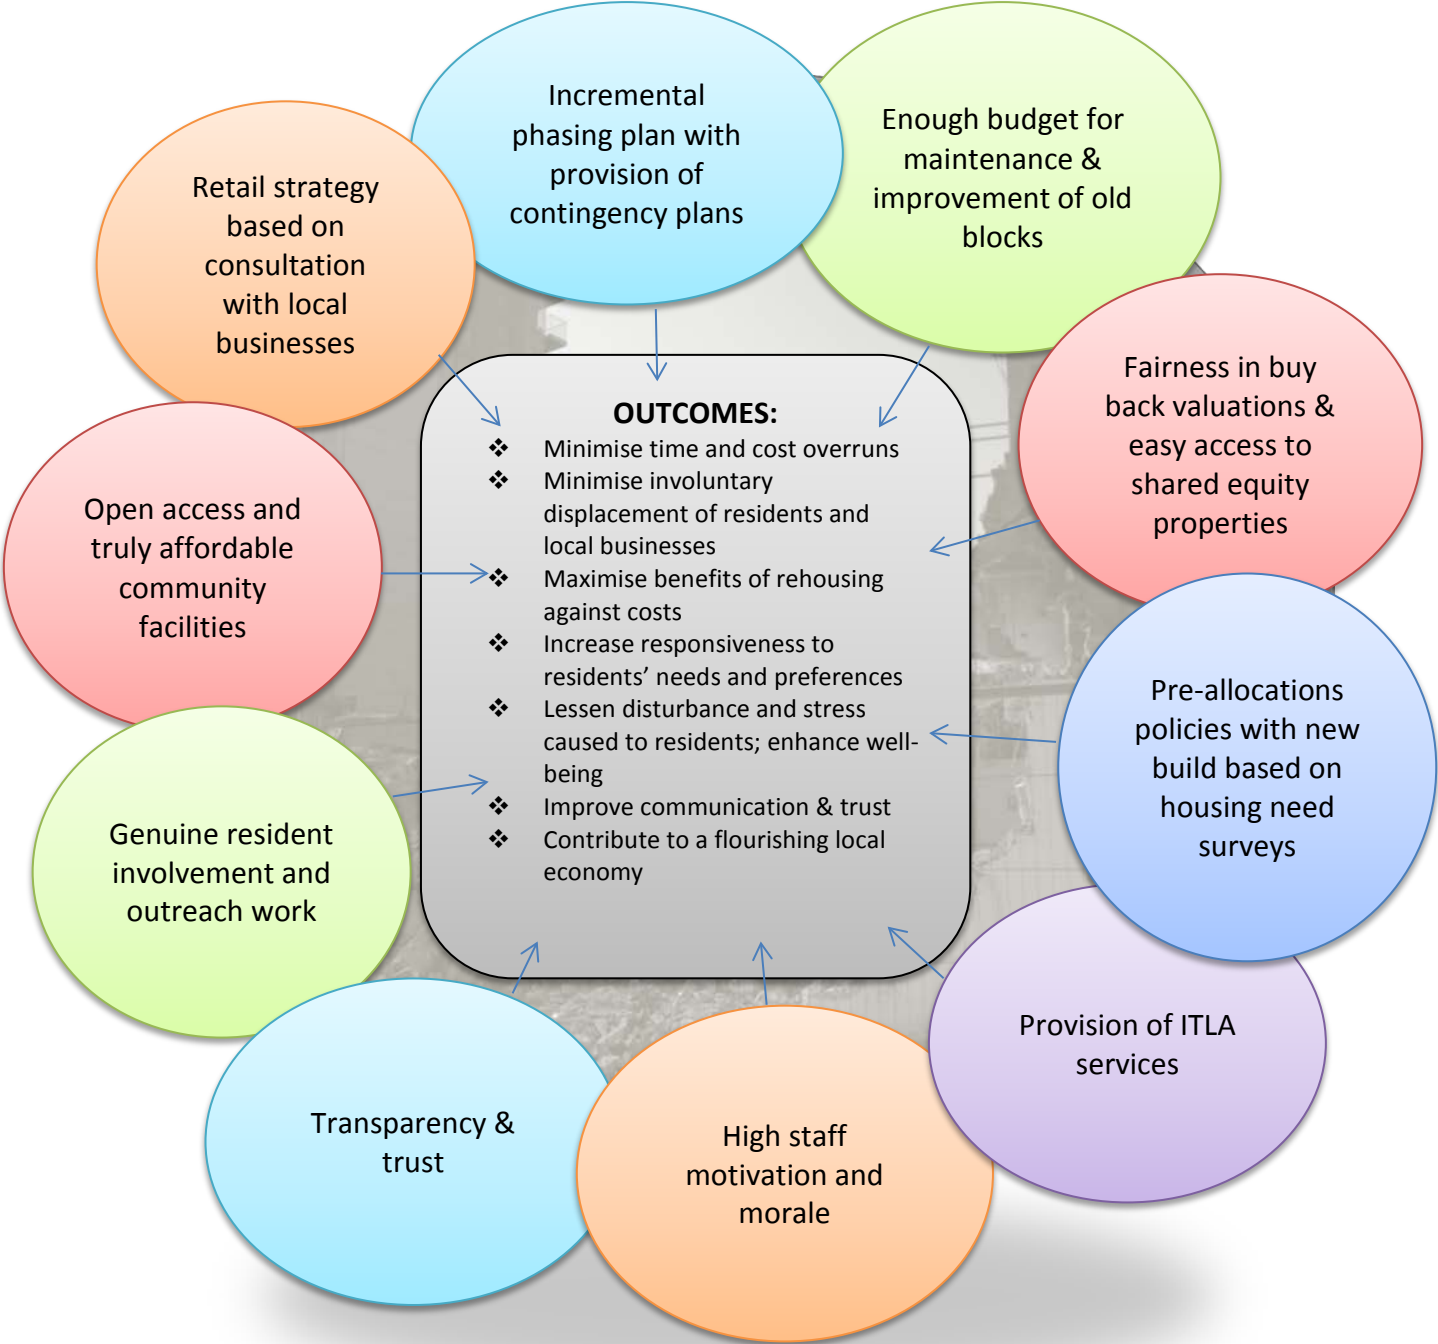 Incremental
phasing plan with
provision of
contingency plans
Enough budget for
maintenance &
improvement of old
blocks
Retail strategy
based on
consultation
with local
businesses
Fairness in buy
back valuations &
easy access to
shared equity
properties
OUTCOMES:
❖ Minimise time and cost overruns
❖ Minimise involuntary
displacement of residents and
local businesses
❖ Maximise benefits of rehousing
against costs
❖ Increase responsiveness to
residents’ needs and preferences
❖ Lessen disturbance and stress
caused to residents; enhance well-
being
❖ Improve communication & trust
❖ Contribute to a flourishing local
economy
Open access and
truly affordable
community
facilities
Pre-allocations
policies with new
build based on
housing need
surveys
Genuine resident
involvement and
outreach work
Provision of ITLA
services
Transparency &
trust
High staff
motivation and
morale